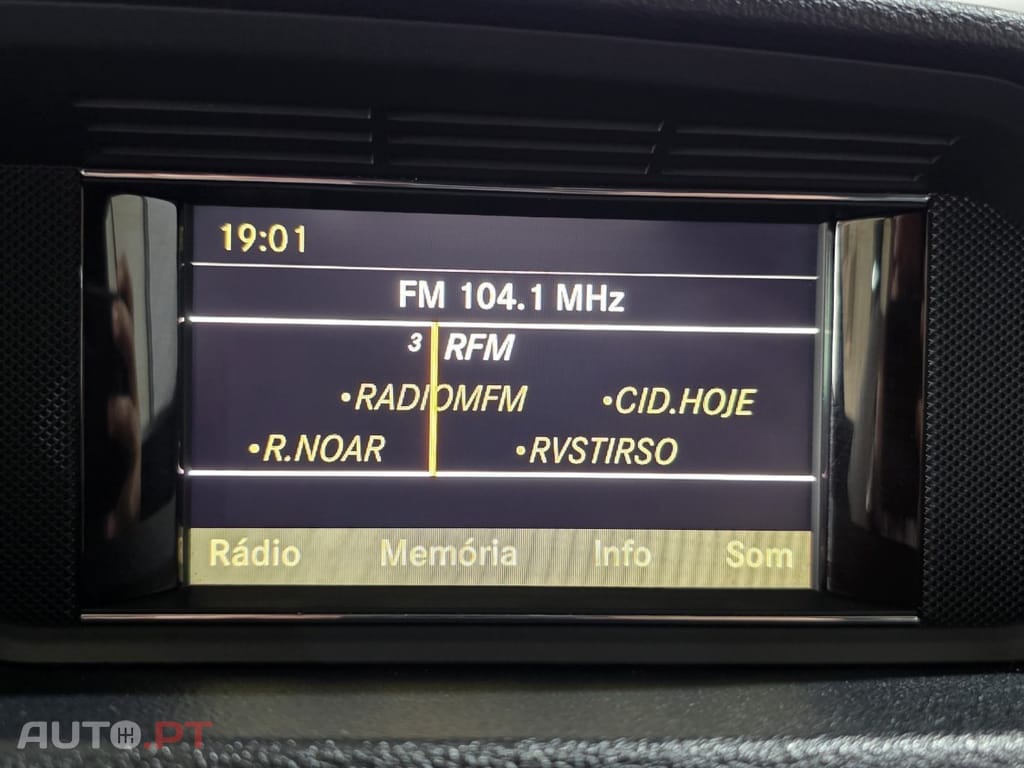 19:01
FM 104.1 MHz
3 RFM
•RADIOMFM •CID.HOJE
•R.NOAR •RVSTIRSO
Rádio Memória Info Som
AUTO.PT